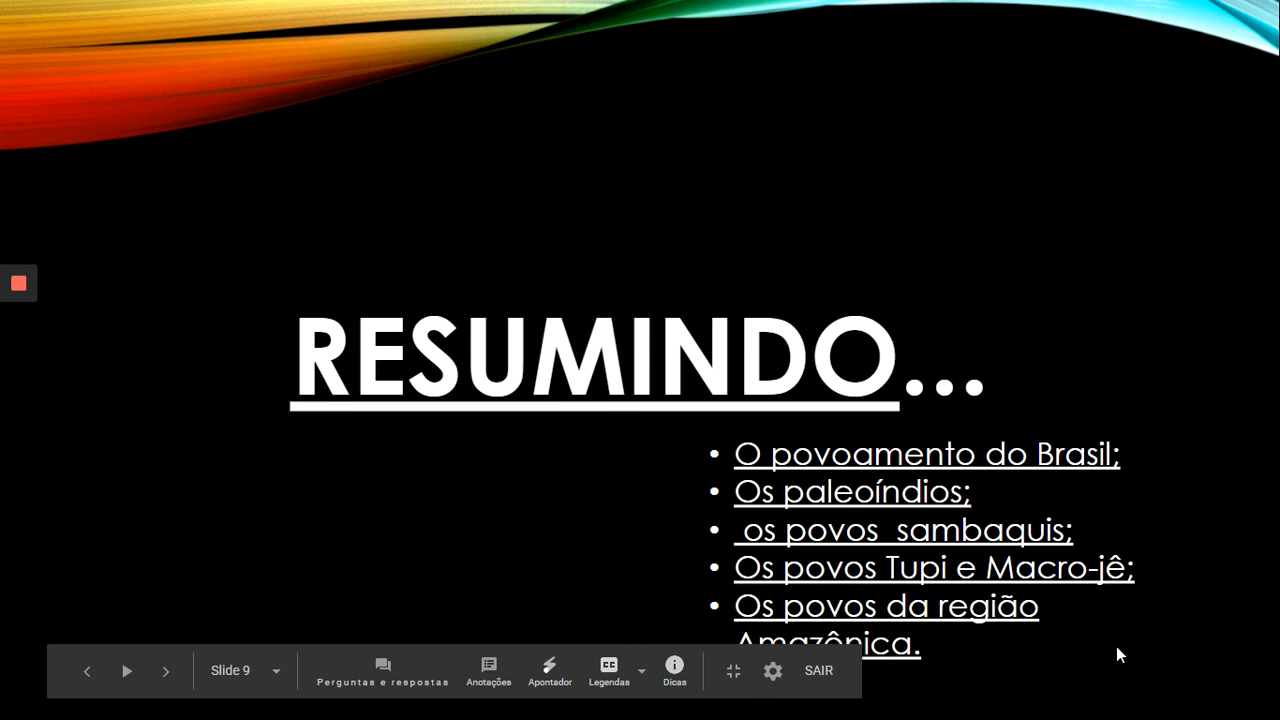 RESUMINDO...
• O povoamento do Brasil;
• Os paleoíndios;
• os povos sambaquis;
• Os povos Tupi e Macro-jê;
• Os povos da região
Amazônica.
Slide 9
Perguntas e respostas
Anotações
Apontador
CC
Legendas
Dicas
SAIR